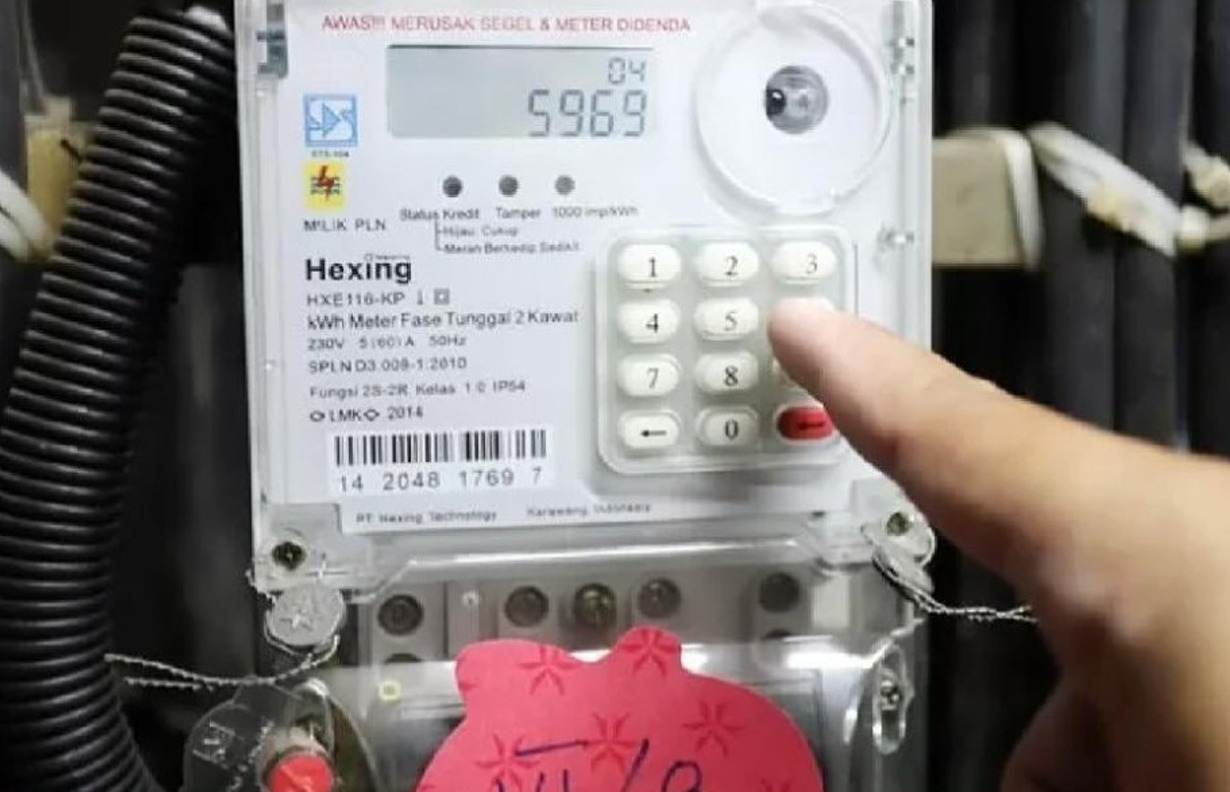 AWAS!!! MERUSAK SEGEL & METER DIDENDA
04
5969
MILIK PLN
Status Kredit Tamper 1000 imp/kWh
Hijau: Cukup
Merah Berkedip: Sedikit
Hexing
HXE116-KP
kWh Meter Fase Tunggal 2 Kawat
230V 5(60)A 50Hz
SPLN D3.009-1:2010
Fungsi 2S-2R Kelas 1.0 IP54
LMK 2014
14 2048 1769 7
PT. Hexing Technology Karawang, Indonesia
1 2 3
4 5
7 8
0